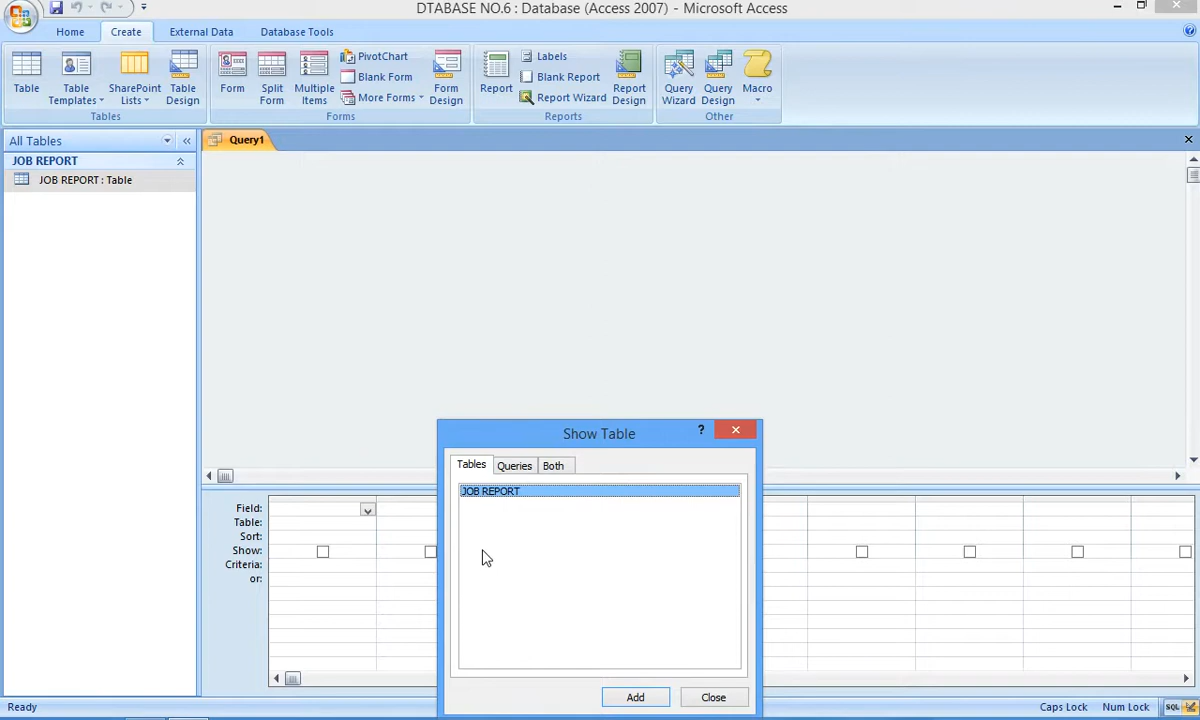 DTABASE NO.6 : Database (Access 2007) - Microsoft Access
Home Create External Data Database Tools
Table
Table Templates
SharePoint Lists
Table Design
Tables
Form
Split Form
Multiple Items
PivotChart
Blank Form
More Forms
Form Design
Forms
Report
Labels
Blank Report
Report Wizard
Report Design
Reports
Query Wizard
Query Design
Macro
Other
All Tables
JOB REPORT
JOB REPORT : Table
Query1
Show Table
?
Tables Queries Both
JOB REPORT
Add Close
Field:
Table:
Sort:
Show:
Criteria:
or:
Ready
Caps Lock Num Lock SQL